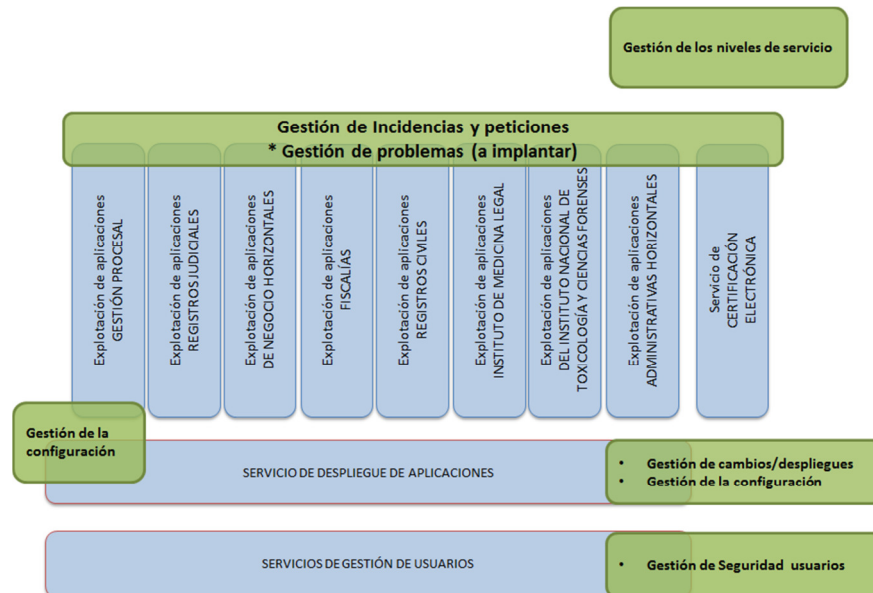 Gestión de los niveles de servicio
Gestión de Incidencias y peticiones
* Gestión de problemas (a implantar)
Explotación de aplicaciones
GESTIÓN PROCESAL
Explotación de aplicaciones
REGISTROS JUDICIALES
Explotación de aplicaciones
DE NEGOCIO HORIZONTALES
Explotación de aplicaciones
FISCALÍAS
Explotación de aplicaciones
REGISTROS CIVILES
Explotación de aplicaciones
INSTITUTO DE MEDICINA LEGAL
Explotación de aplicaciones
DEL INSTITUTO NACIONAL DE
TOXICOLOGÍA Y CIENCIAS FORENSES
Explotación de aplicaciones
ADMINISTRATIVAS HORIZONTALES
Servicio de
CERTIFICACIÓN
ELECTRÓNICA
Gestión de la
configuración
SERVICIO DE DESPLIEGUE DE APLICACIONES
• Gestión de cambios/despliegues
• Gestión de la configuración
SERVICIOS DE GESTIÓN DE USUARIOS
• Gestión de Seguridad usuarios